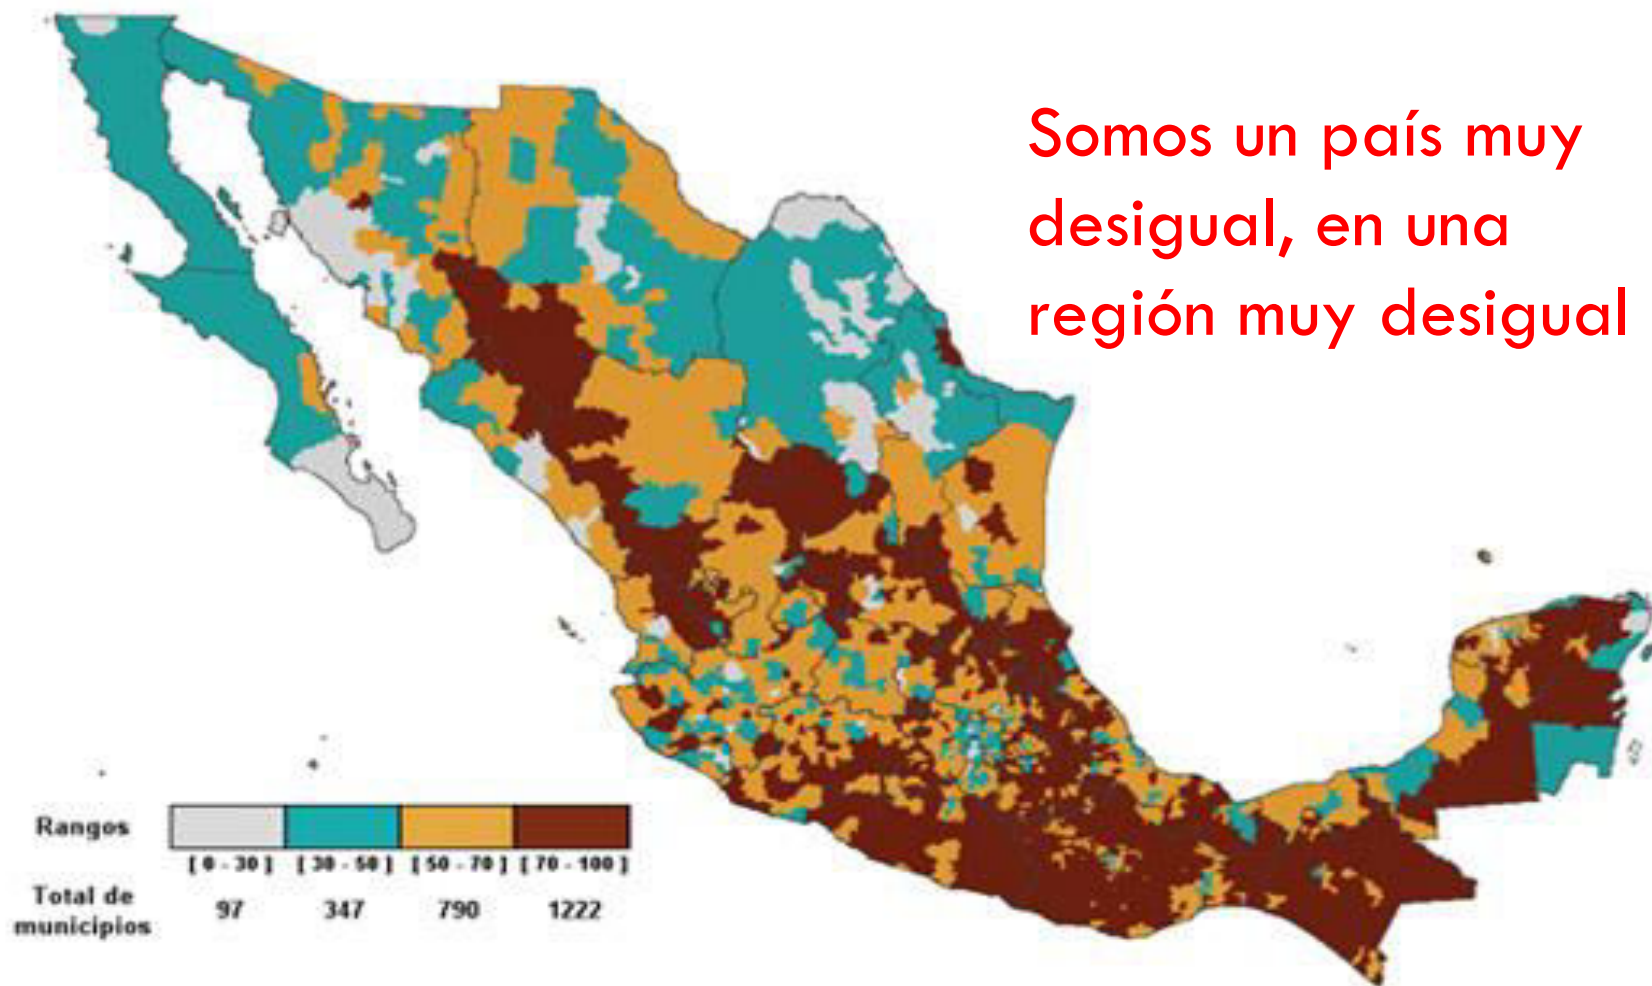 Somos un país muy
desigual, en una
región muy desigual
Rangos
[ 0 - 30 ] [ 30 - 50 ] [ 50 - 70 ] [ 70 - 100 ]
Total de
municipios
97 347 790 1222